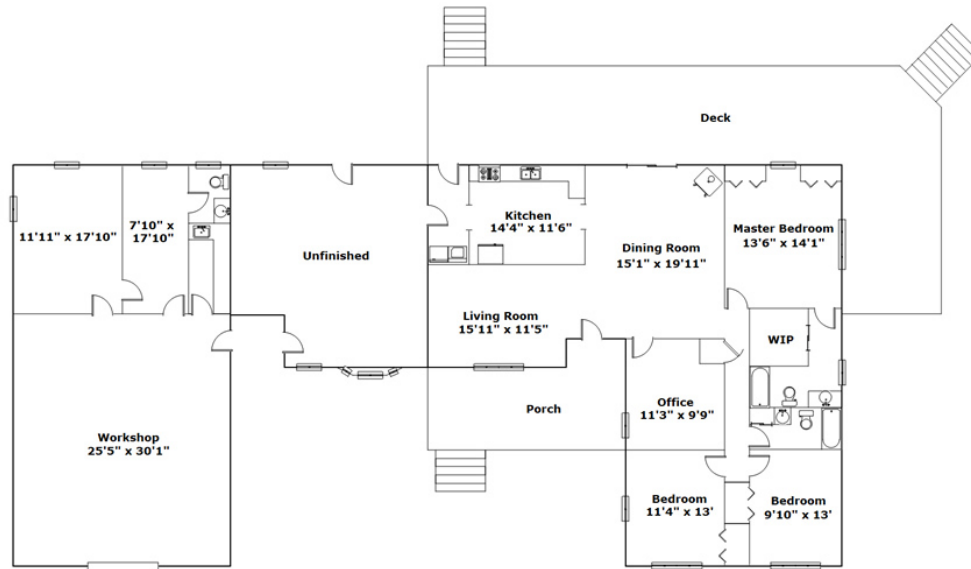 Deck
11'11" x 17'10"
7'10" x
17'10"
Unfinished
Kitchen
14'4" x 11'6"
Dining Room
15'1" x 19'11"
Master Bedroom
13'6" x 14'1"
Living Room
15'11" x 11'5"
WIP
Porch
Office
11'3" x 9'9"
Workshop
25'5" x 30'1"
Bedroom
11'4" x 13'
Bedroom
9'10" x 13'